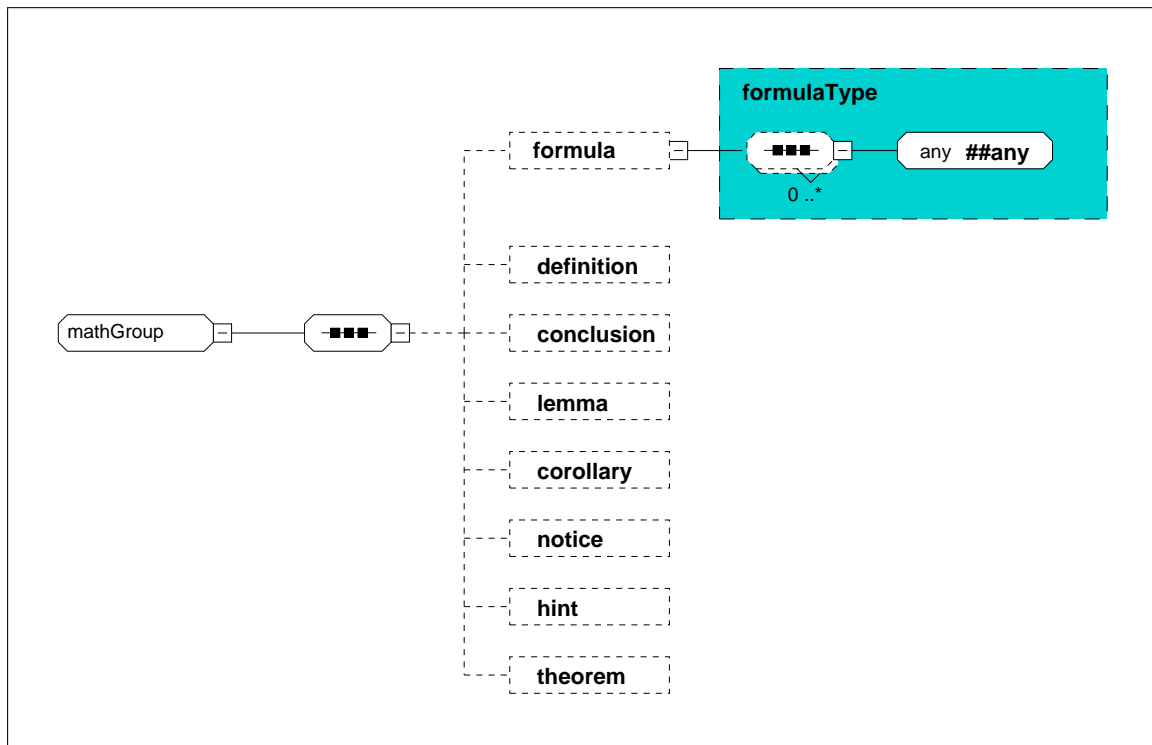 formulaType
formula
any ##any
0 ..*
definition
mathGroup
conclusion
lemma
corollary
notice
hint
theorem